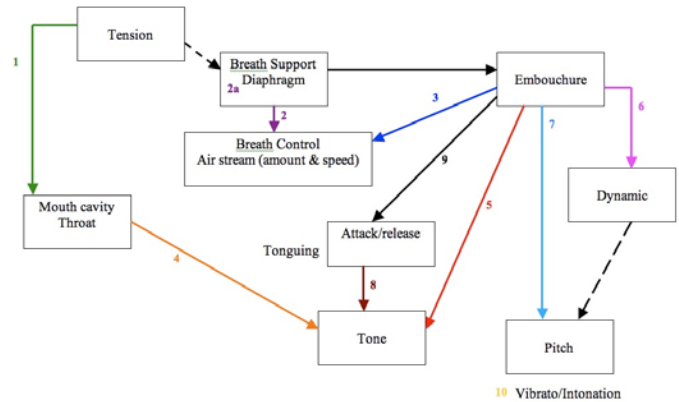 Tension
1
Breath Support
Diaphragm
2a
Embouchure
3
6
2
7
Breath Control
Air stream (amount & speed)
9
Dynamic
Mouth cavity
Throat
5
Attack/release
Tonguing
4
8
Tone
Pitch
10 Vibrato/Intonation